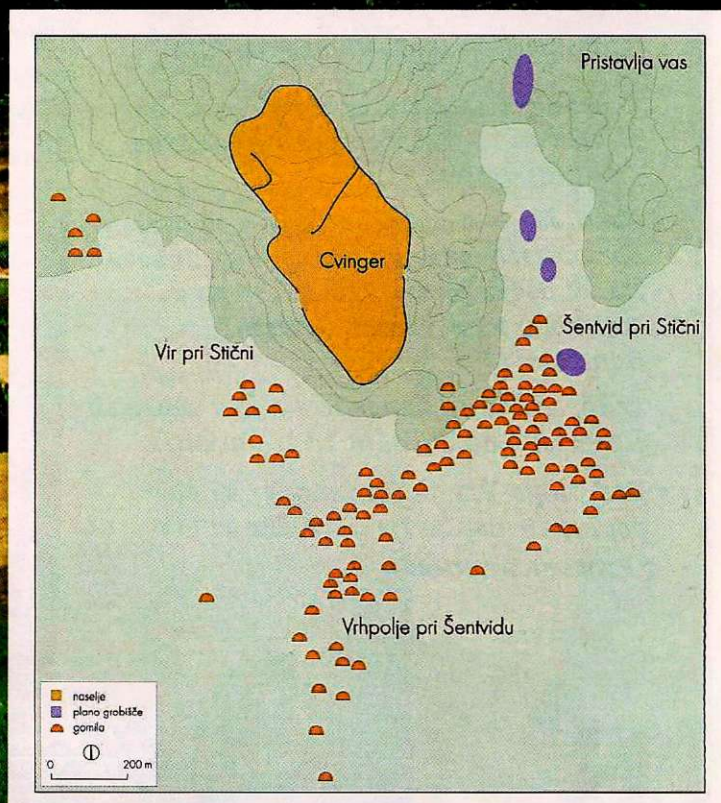 Pristavlja vas
Cvinger
Šentvid pri Stični
Vir pri Stični
Vrhpolje pri Šentvidu
naselje
plano grobišče
gomila
0 200 m